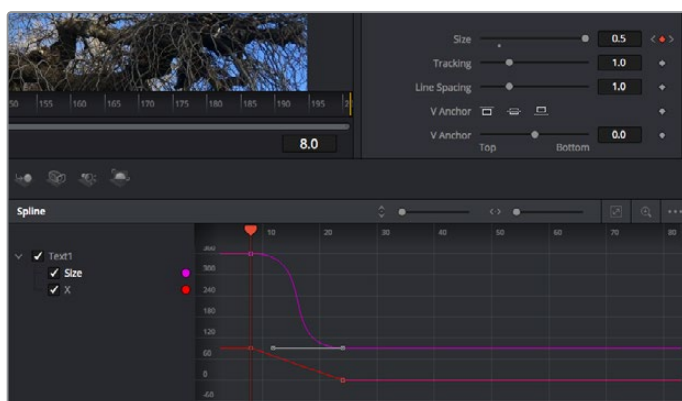 Size 0.5
Tracking 1.0
Line Spacing 1.0
V Anchor
V Anchor 0.0
Top Bottom
50 155 160 165 170 175 180 185 190 195
8.0
Spline
10 20 30 40 50 60 70 80
Text1
Size
X
360
300
240
180
120
60
0
-60